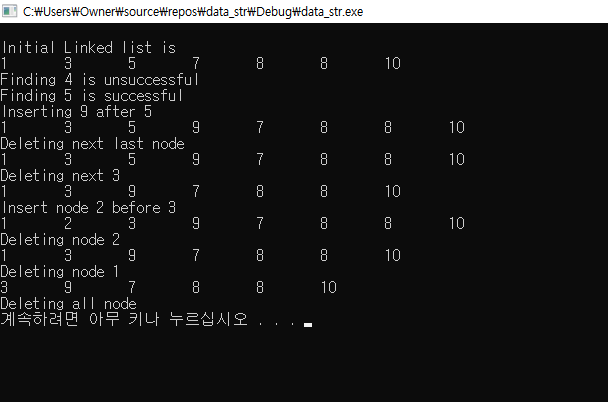 C:₩Users₩Owner₩source₩repos₩data_str₩Debug₩data_str.exe
Initial Linked list is
1 3 5 7 8 8 10
Finding 4 is unsuccessful
Finding 5 is successful
Inserting 9 after 5
1 3 5 9 7 8 8 10
Deleting next last node
1 3 5 9 7 8 8 10
Deleting next 3
1 3 9 7 8 8 10
Insert node 2 before 3
1 2 3 9 7 8 8 10
Deleting node 2
1 3 9 7 8 8 10
Deleting node 1
3 9 7 8 8 10
Deleting all node
계속하려면 아무 키나 누르십시오 . . .